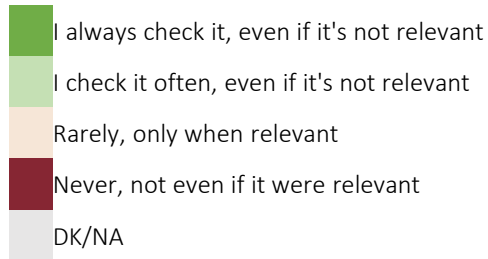 I always check it, even if it's not relevant
I check it often, even if it's not relevant
Rarely, only when relevant
Never, not even if it were relevant
DK/NA